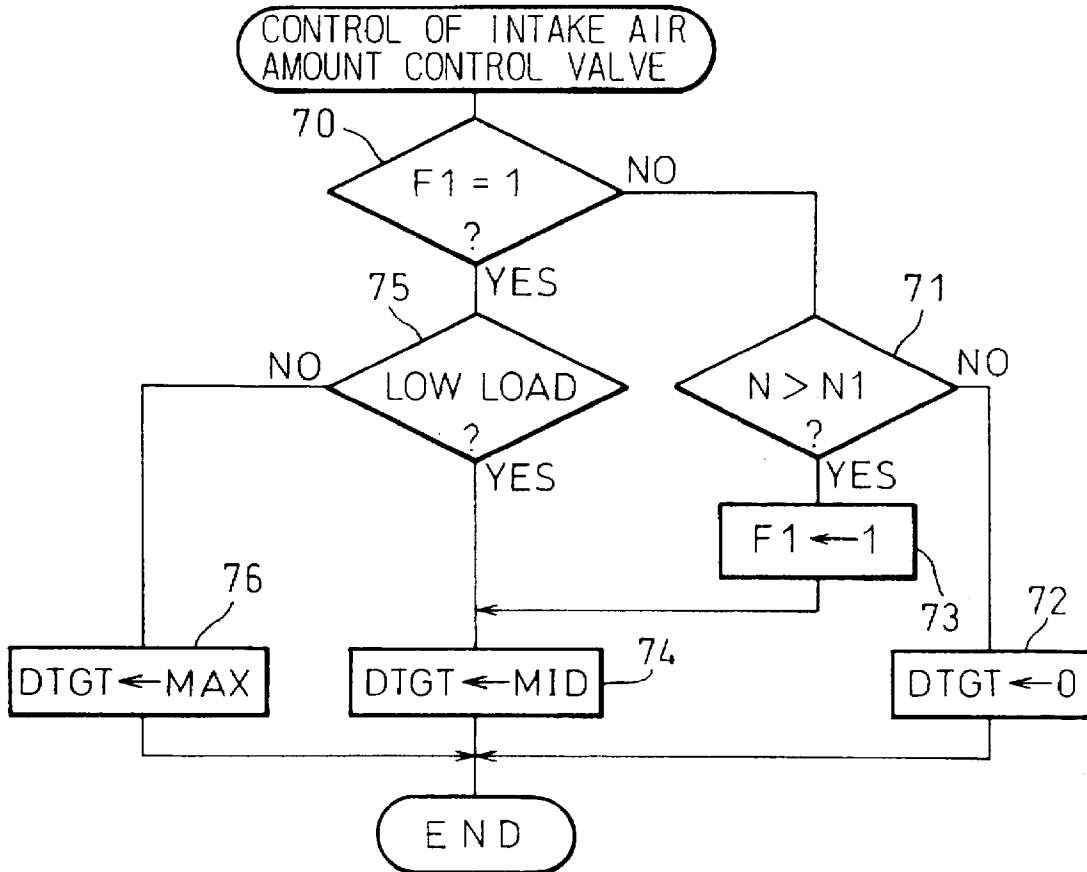 CONTROL OF INTAKE AIR
AMOUNT CONTROL VALVE
70
F1 = 1
?
NO
YES
75
71
NO
LOW LOAD
?
YES
N > N1
?
NO
YES
F1 ← 1
73
76
DTGT ← MAX
74
DTGT ← MID
72
DTGT ← 0
END